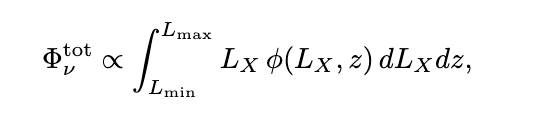 Φ_ν^tot ∝ ∫_{L_min}^{L_max} L_X ϕ(L_X, z) dL_X dz,